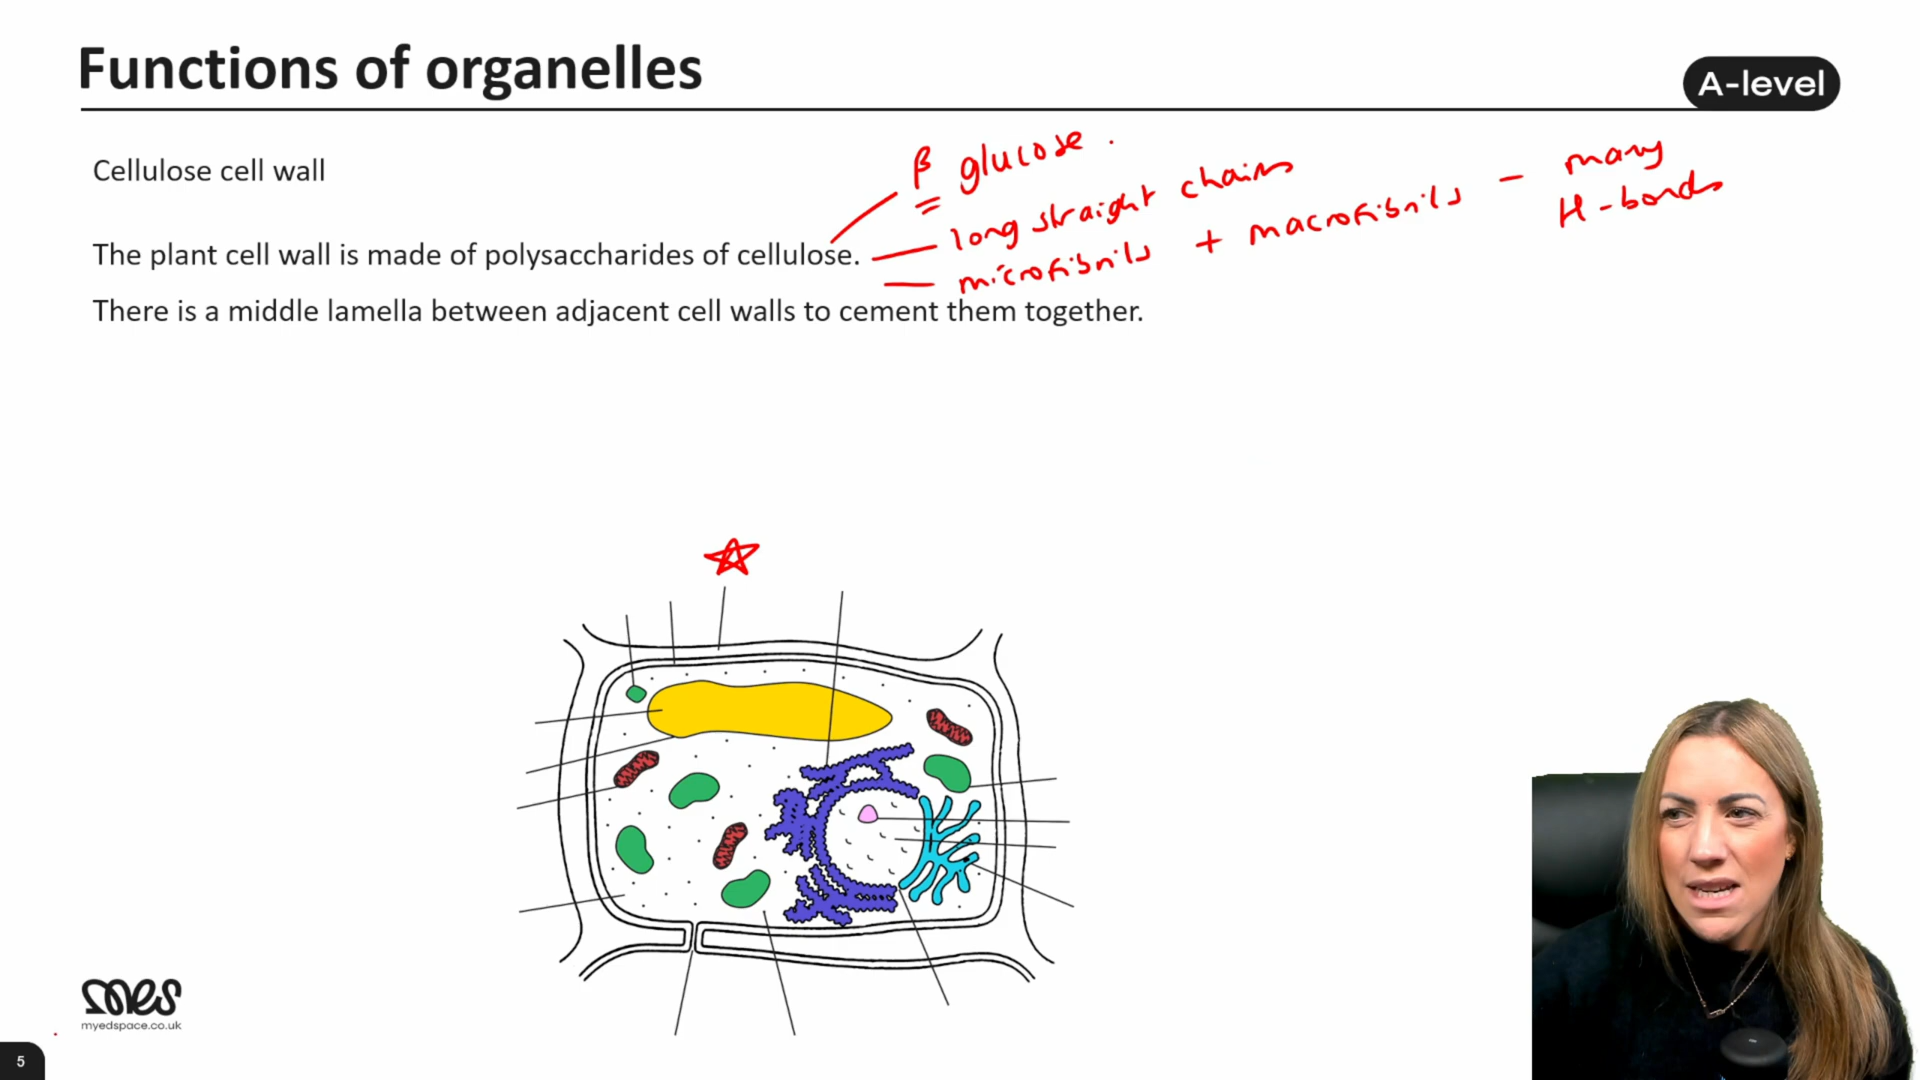 Functions of organelles
A-level
Cellulose cell wall
β glucose.
The plant cell wall is made of polysaccharides of cellulose.
long straight chains
microfibrils + macrofibrils - many
H-bonds
There is a middle lamella between adjacent cell walls to cement them together.
mes
myedspace.co.uk
5